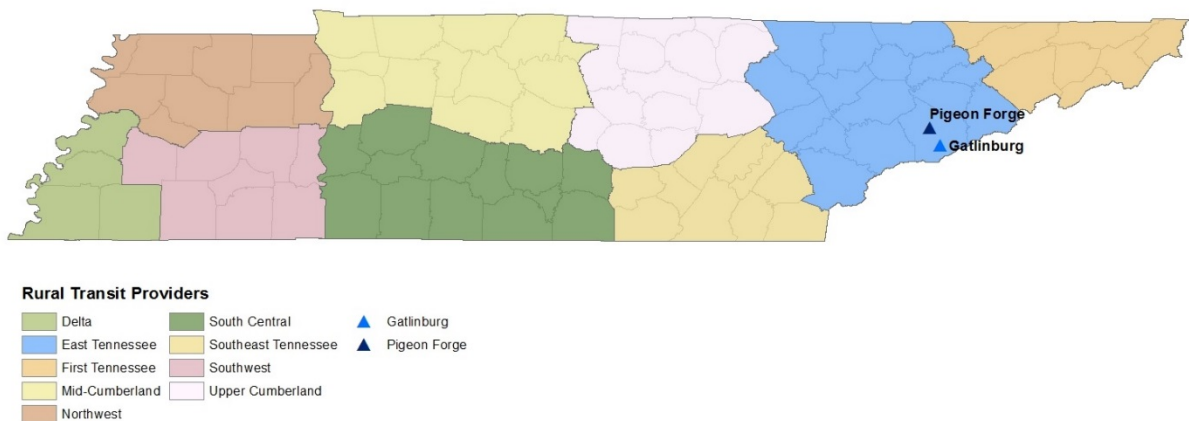 Pigeon Forge
Gatlinburg
Rural Transit Providers
Delta
East Tennessee
First Tennessee
Mid-Cumberland
Northwest
South Central
Southeast Tennessee
Southwest
Upper Cumberland
Gatlinburg
Pigeon Forge